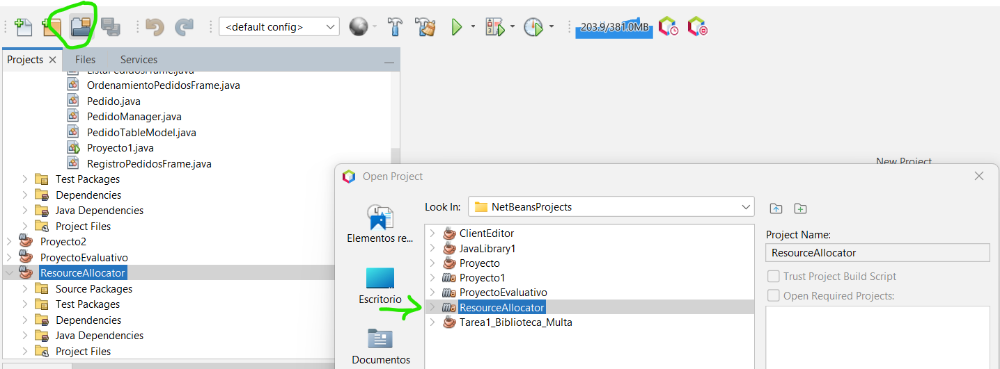 <default config>
203.9/381.0MB
Projects
Files
Services
ListaPedidosFrame.java
OrdenamientoPedidosFrame.java
Pedido.java
PedidoManager.java
PedidoTableModel.java
Proyecto1.java
RegistroPedidosFrame.java
Test Packages
Dependencies
Java Dependencies
Project Files
Proyecto2
ProyectoEvaluativo
ResourceAllocator
Source Packages
Test Packages
Dependencies
Java Dependencies
Project Files
New Project
Open Project
Look In:
NetBeansProjects
Elementos re...
Escritorio
Documentos
ClientEditor
JavaLibrary1
Proyecto
Proyecto1
ProyectoEvaluativo
ResourceAllocator
Tarea1_Biblioteca_Multa
Project Name:
ResourceAllocator
Trust Project Build Script
Open Required Projects: